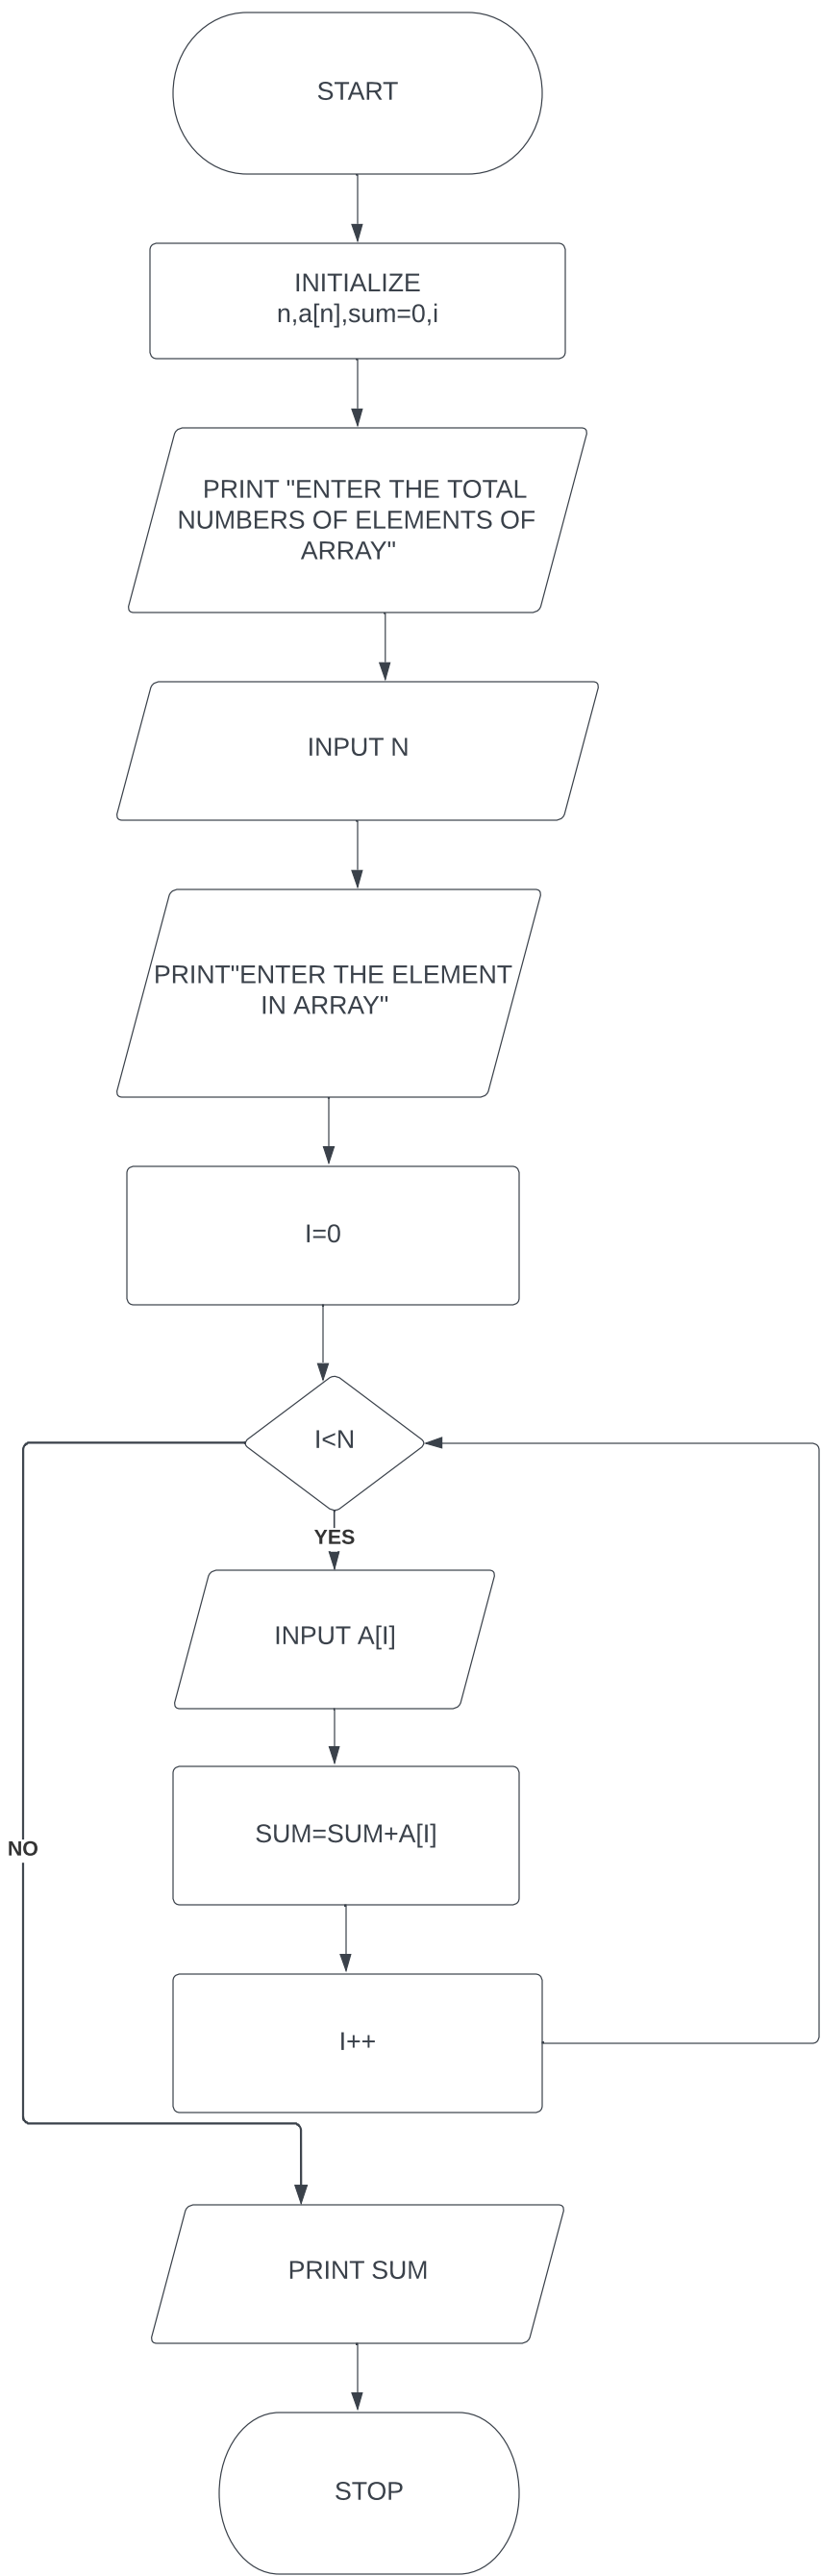 START
INITIALIZE
n,a[n],sum=0,i
PRINT "ENTER THE TOTAL
NUMBERS OF ELEMENTS OF
ARRAY"
INPUT N
PRINT"ENTER THE ELEMENT
IN ARRAY"
I=0
I<N
YES
INPUT A[I]
SUM=SUM+A[I]
NO
I++
PRINT SUM
STOP